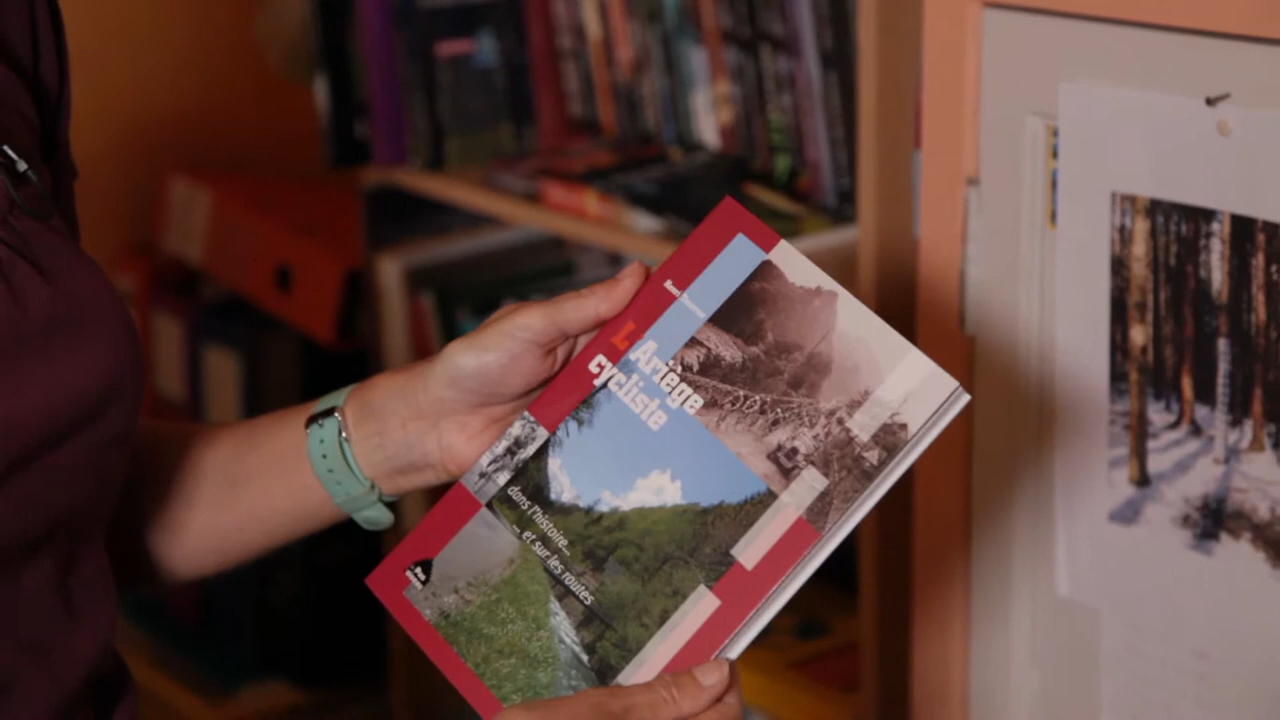 L'Ariège
cycliste
dans l'histoire...
... et sur les routes